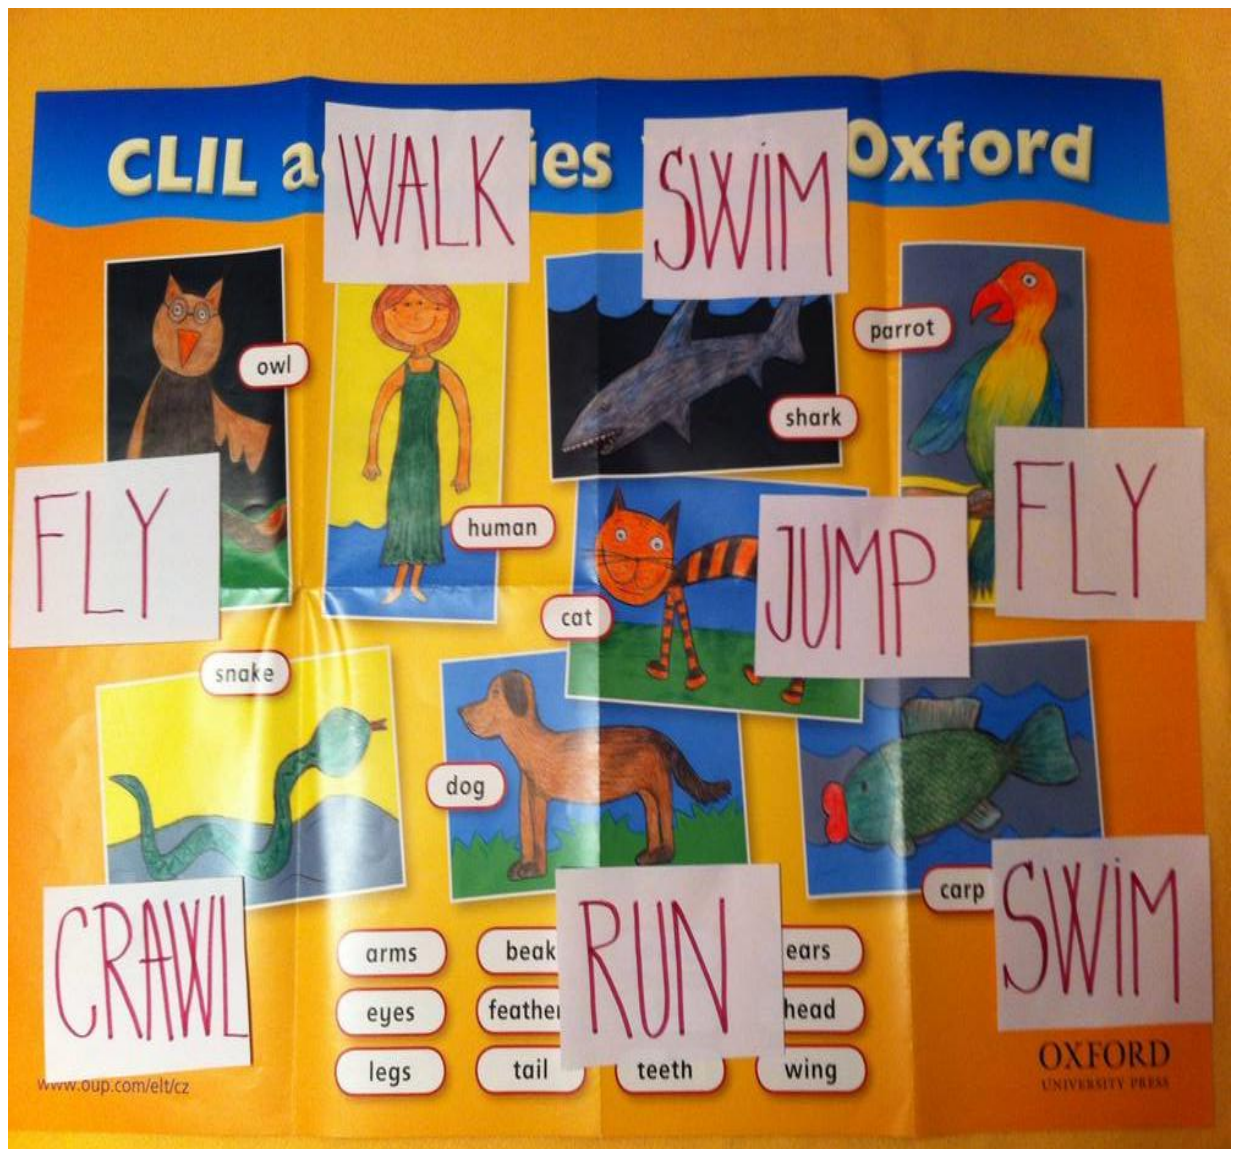 CLIL a
ies
Oxford
WALK
SWIM
owl
parrot
shark
FLY
human
JUMP
FLY
cat
snake
dog
carp
CRAWL
RUN
SWIM
arms
beak
ears
eyes
feather
head
legs
tail
teeth
wing
www.oup.com/elt/cz
OXFORD
UNIVERSITY PRESS